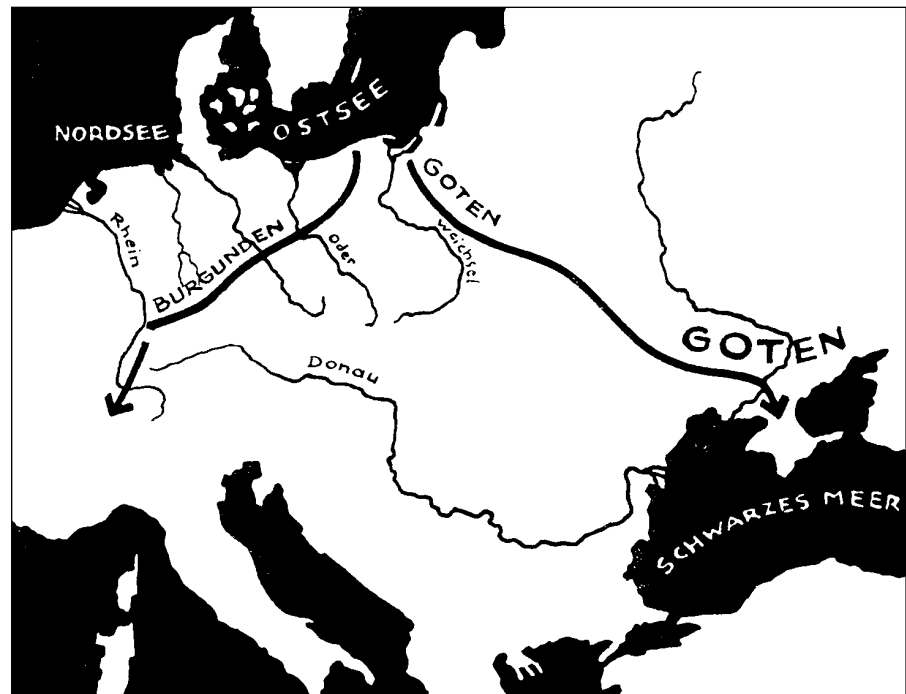 NORDSEE
OSTSEE
GOTEN
Rhein
BURGUNDEN
Oder
Weichsel
GOTEN
Donau
SCHWARZES MEER